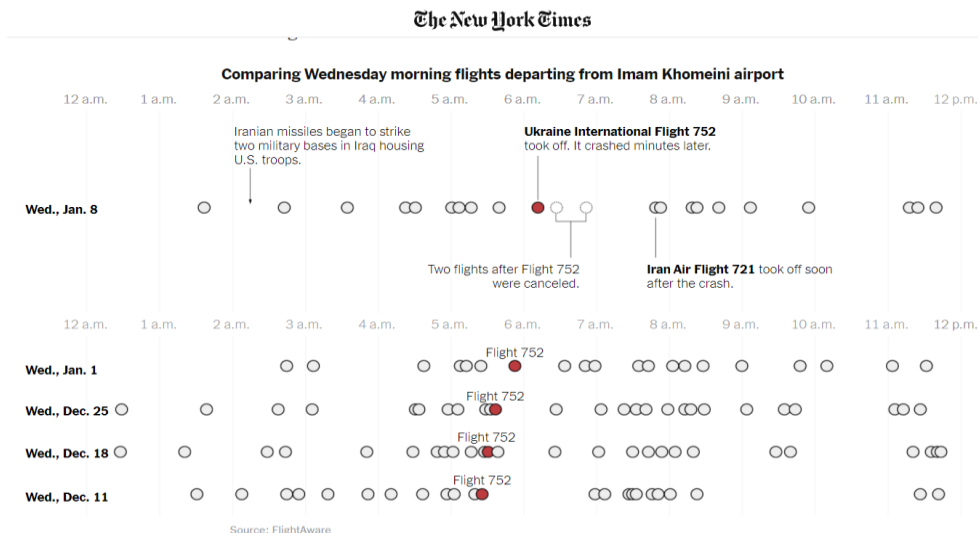 The New York Times
Comparing Wednesday morning flights departing from Imam Khomeini airport
12 a.m. 1 a.m. 2 a.m. 3 a.m. 4 a.m. 5 a.m. 6 a.m. 7 a.m. 8 a.m. 9 a.m. 10 a.m. 11 a.m. 12 p.m.
Iranian missiles began to strike
two military bases in Iraq housing
U.S. troops.
Ukraine International Flight 752
took off. It crashed minutes later.
Wed., Jan. 8
Two flights after Flight 752
were canceled.
Iran Air Flight 721 took off soon
after the crash.
12 a.m. 1 a.m. 2 a.m. 3 a.m. 4 a.m. 5 a.m. 6 a.m. 7 a.m. 8 a.m. 9 a.m. 10 a.m. 11 a.m. 12 p.m.
Flight 752
Wed., Jan. 1
Flight 752
Wed., Dec. 25
Flight 752
Wed., Dec. 18
Flight 752
Wed., Dec. 11
Source: FlightAware